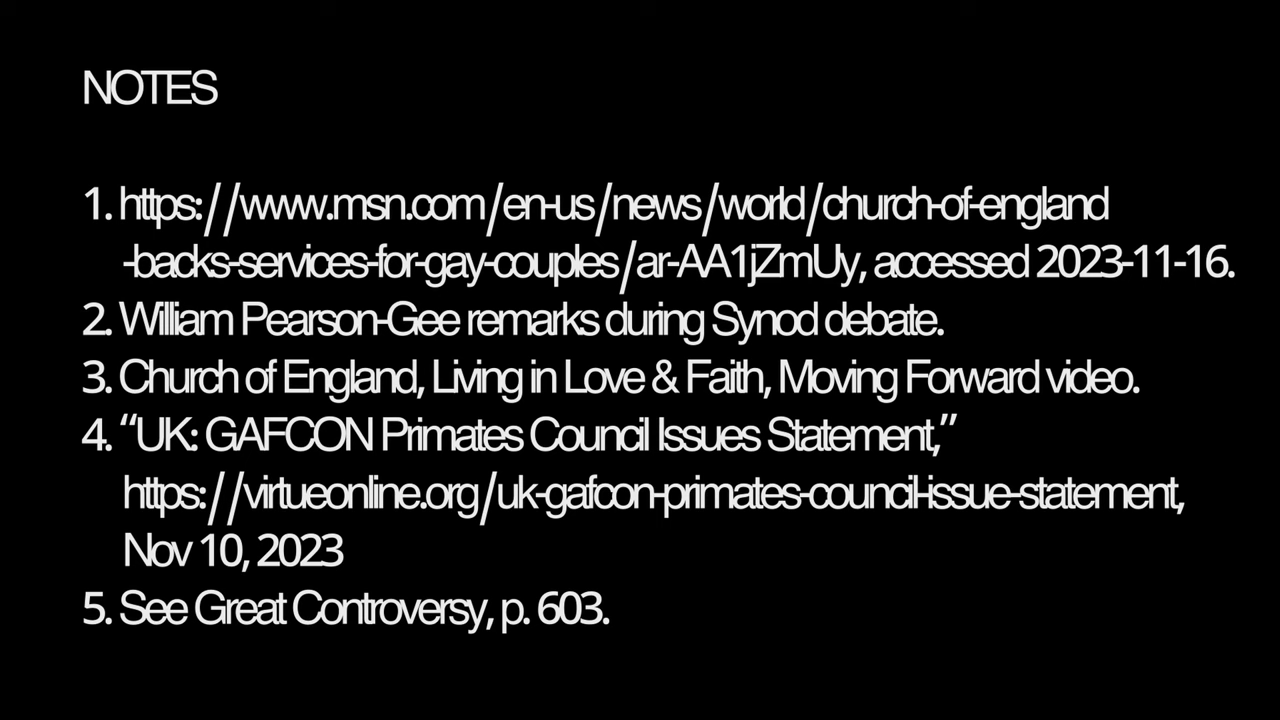 NOTES
1. https://www.msn.com/en-us/news/world/church-of-england
-backs-services-for-gay-couples/ar-AA1jZmUy, accessed 2023-11-16.
2. William Pearson-Gee remarks during Synod debate.
3. Church of England, Living in Love & Faith, Moving Forward video.
4. “UK: GAFCON Primates Council Issues Statement,”
https://virtueonline.org/uk-gafcon-primates-council-issue-statement,
Nov 10, 2023
5. See Great Controversy, p. 603.